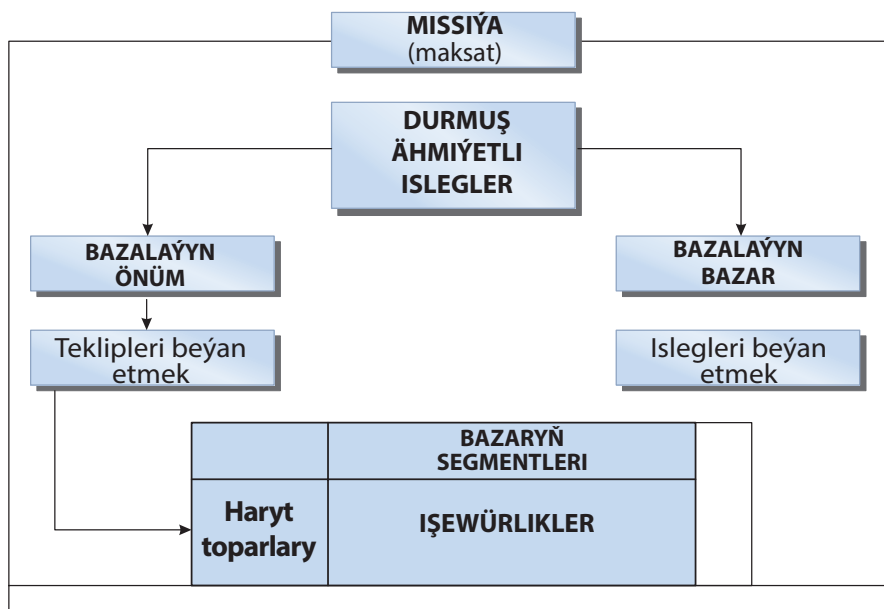 MISSIÝA
(maksat)
DURMUŞ
ÄHMIÝETLI
ISLEGLER
BAZALAÝYN
ÖNÜM
BAZALAÝYN
BAZAR
Teklipleri beýan
etmek
Islegleri beýan
etmek
BAZARYŇ
SEGMENTLERI
Haryt
toparlary
IŞEWÜRLIKLER